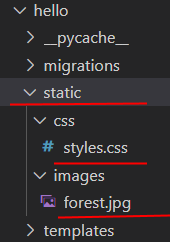 hello
__pycache__
migrations
static
css
# styles.css
images
forest.jpg
templates